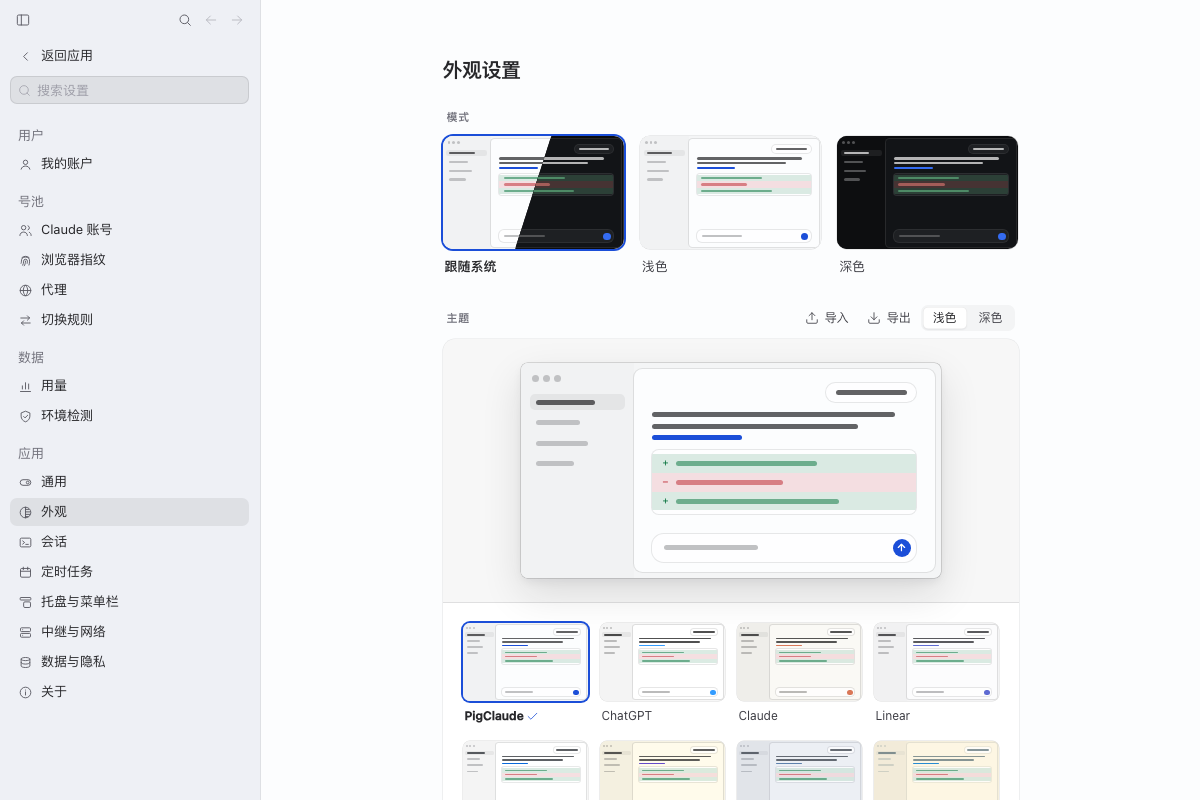 返回应用
搜索设置
用户
我的账户
号池
Claude 账号
浏览器指纹
代理
切换规则
数据
用量
环境检测
应用
通用
外观
会话
定时任务
托盘与菜单栏
中继与网络
数据与隐私
关于
外观设置
模式
跟随系统
浅色
深色
主题
导入
导出
浅色
深色
PigClaude
ChatGPT
Claude
Linear